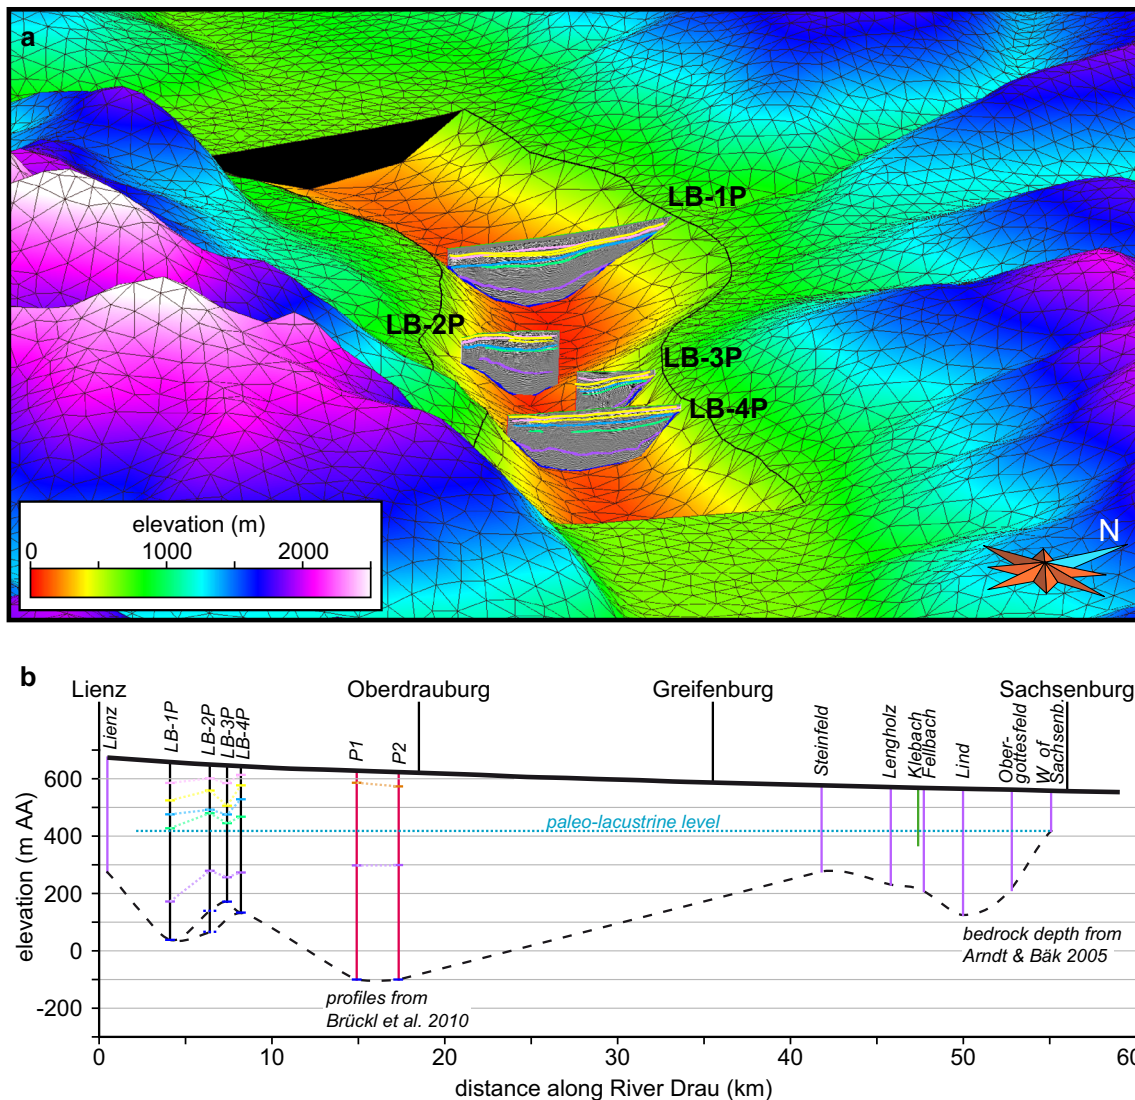 a
LB-1P
LB-2P
LB-3P
LB-4P
elevation (m)
0 1000 2000
N
b
Lienz Oberdrauburg Greifenburg Sachsenburg
Lienz
LB-1P
LB-2P
LB-3P
LB-4P
P1
P2
Steinfeld
Lengholz
Klebach
Fellbach
Lind
Ober-
gottesfeld
W of
Sachsenb.
600
400
200
0
-200
elevation (m AA)
paleo-lacustrine level
bedrock depth from
Arndt & Bäk 2005
profiles from
Brückl et al. 2010
0 10 20 30 40 50 60
distance along River Drau (km)